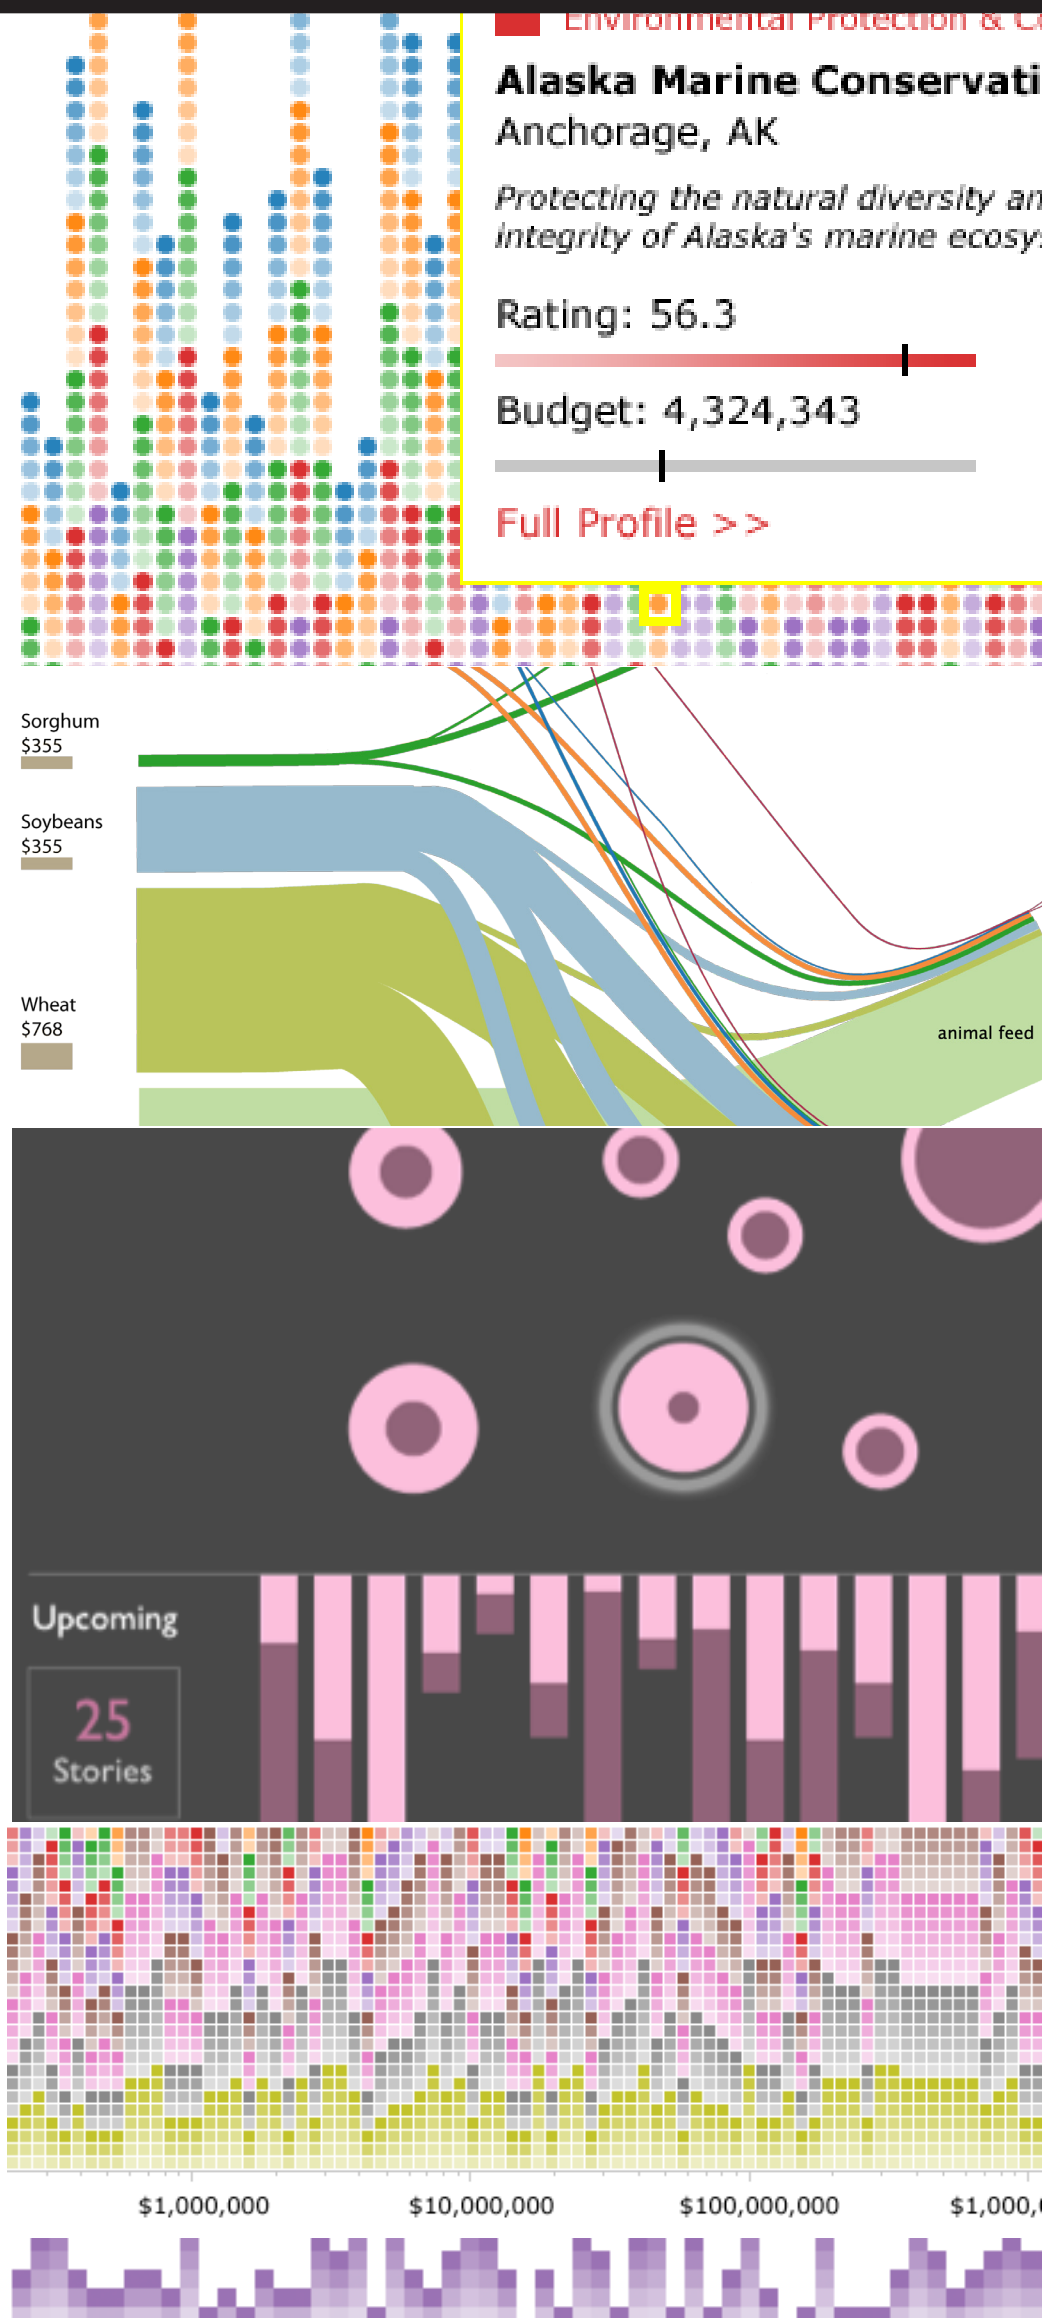 Environmental Protection & C
Alaska Marine Conservati
Anchorage, AK
Protecting the natural diversity an
integrity of Alaska's marine ecosy
Rating: 56.3
Budget: 4,324,343
Full Profile >>
Sorghum
$355
Soybeans
$355
Wheat
$768
animal feed
Upcoming
25
Stories
$1,000,000
$10,000,000
$100,000,000
$1,000,